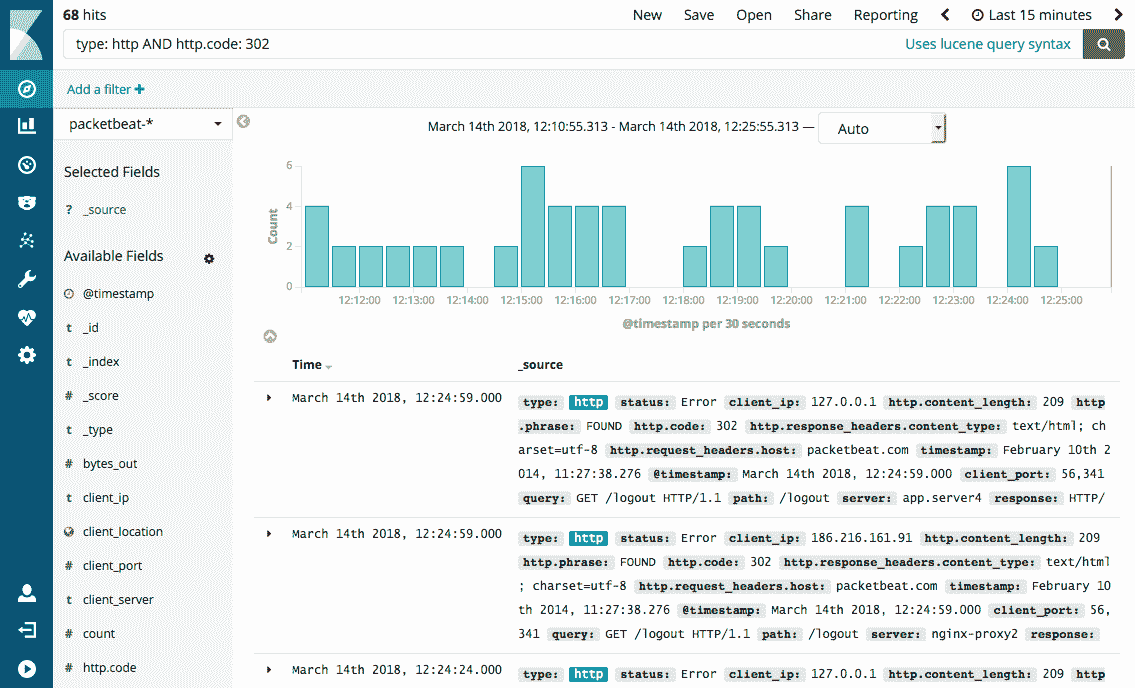 68 hits New Save Open Share Reporting Last 15 minutes
type: http AND http.code: 302 Uses lucene query syntax
Add a filter +
packetbeat-*
March 14th 2018, 12:10:55.313 - March 14th 2018, 12:25:55.313 — Auto
Selected Fields
? _source
Available Fields
@timestamp
t _id
t _index
# _score
t _type
# bytes_out
t client_ip
client_location
# client_port
t client_server
# count
# http.code
Count
6
4
2
0
12:12:00 12:13:00 12:14:00 12:15:00 12:16:00 12:17:00 12:18:00 12:19:00 12:20:00 12:21:00 12:22:00 12:23:00 12:24:00 12:25:00
@timestamp per 30 seconds
Time _source
March 14th 2018, 12:24:59.000 type: http status: Error client_ip: 127.0.0.1 http.content_length: 209 http
.phrase: FOUND http.code: 302 http.response_headers.content_type: text/html; ch
arset=utf-8 http.request_headers.host: packetbeat.com timestamp: February 10th 2
014, 11:27:38.276 @timestamp: March 14th 2018, 12:24:59.000 client_port: 56,341
query: GET /logout HTTP/1.1 path: /logout server: app.server4 response: HTTP/
March 14th 2018, 12:24:59.000 type: http status: Error client_ip: 186.216.161.91 http.content_length: 209
http.phrase: FOUND http.code: 302 http.response_headers.content_type: text/html
; charset=utf-8 http.request_headers.host: packetbeat.com timestamp: February 10
th 2014, 11:27:38.276 @timestamp: March 14th 2018, 12:24:59.000 client_port: 56,
341 query: GET /logout HTTP/1.1 path: /logout server: nginx-proxy2 response:
March 14th 2018, 12:24:24.000 type: http status: Error client_ip: 127.0.0.1 http.content_length: 209 http